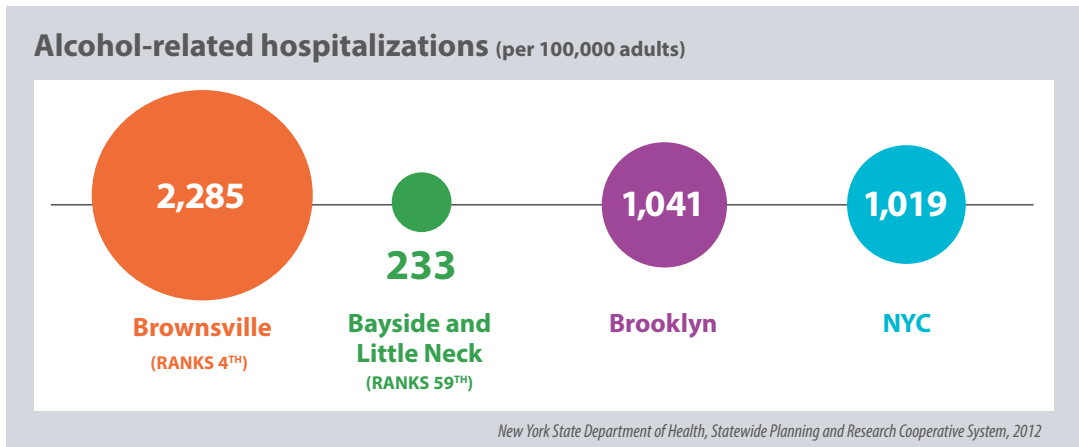 Alcohol-related hospitalizations (per 100,000 adults)
2,285
233
1,041
1,019
Brownsville
(RANKS 4TH)
Bayside and
Little Neck
(RANKS 59TH)
Brooklyn
NYC
New York State Department of Health, Statewide Planning and Research Cooperative System, 2012